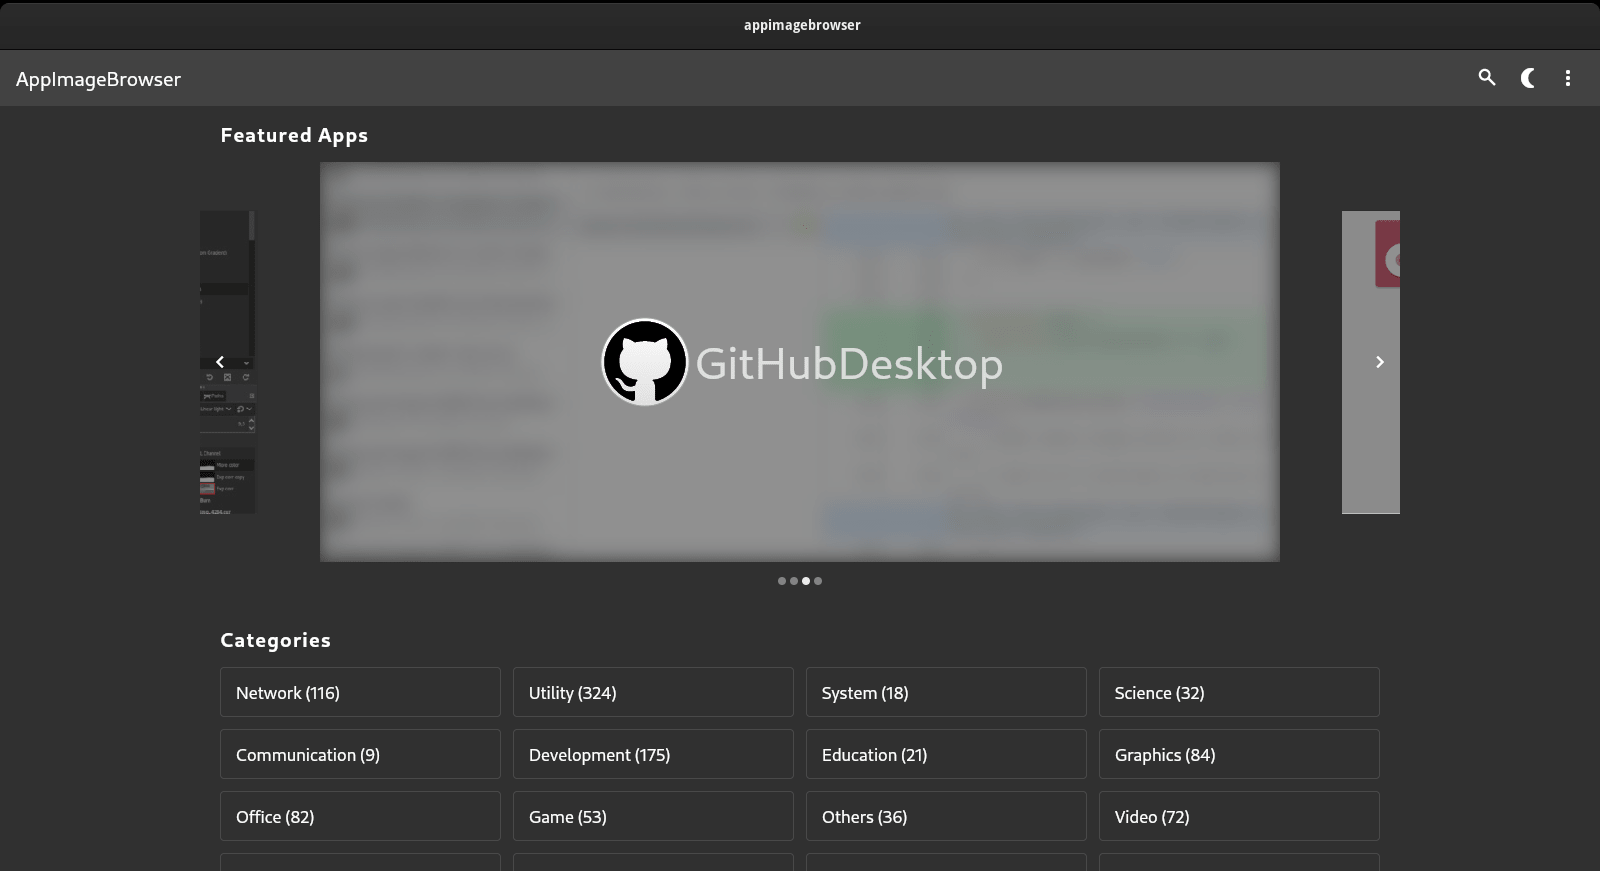 appimagebrowser
AppImageBrowser
Featured Apps
GitHubDesktop
Categories
Network (116)
Utility (324)
System (18)
Science (32)
Communication (9)
Development (175)
Education (21)
Graphics (84)
Office (82)
Game (53)
Others (36)
Video (72)